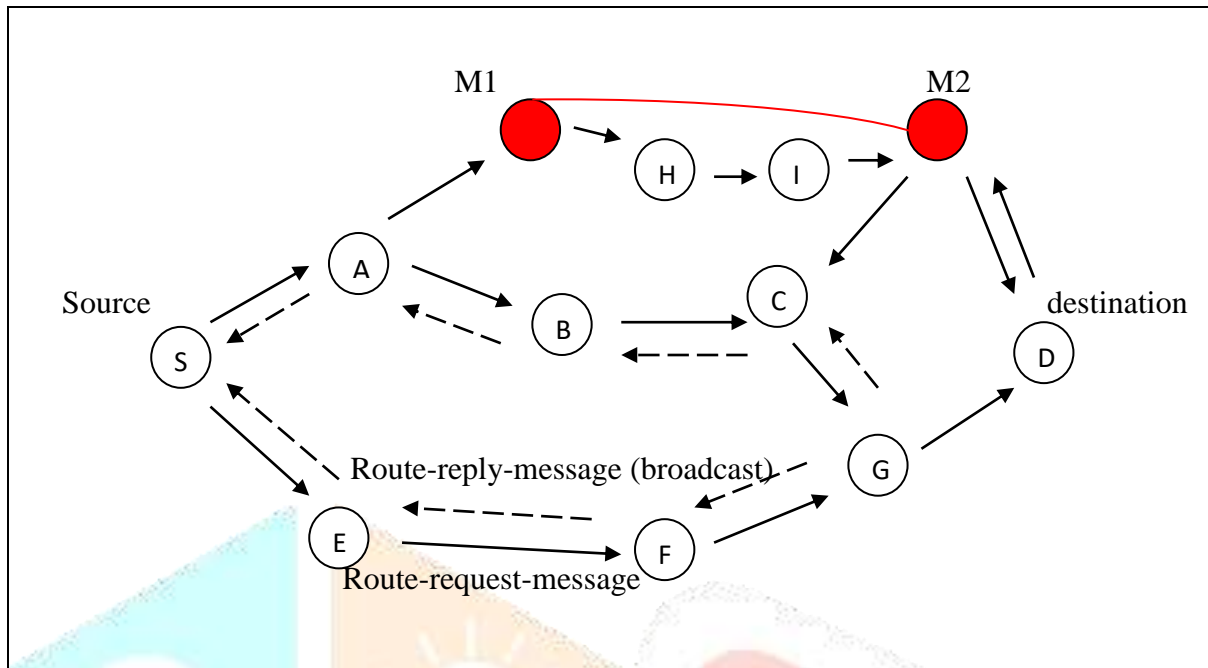 M1
M2
H
I
A
Source
C
destination
B
S
D
Route-reply-message (broadcast)
G
E
F
Route-request-message